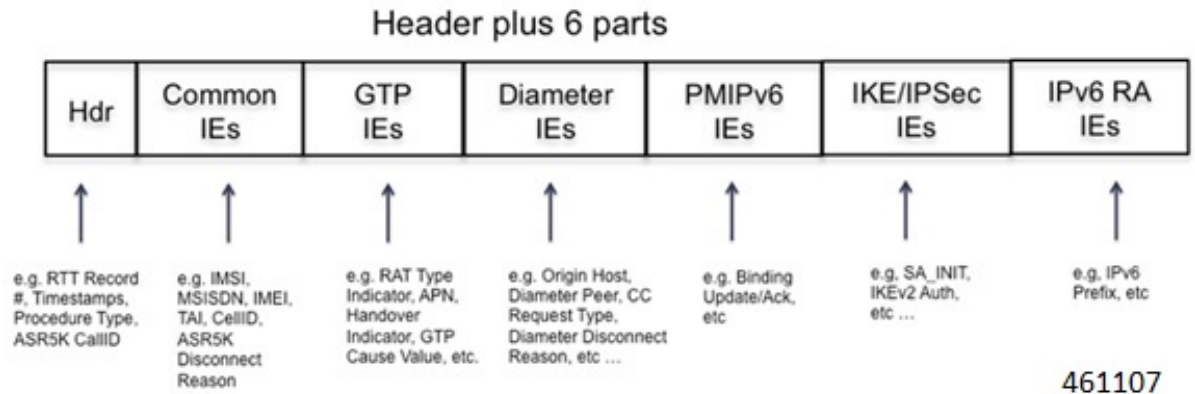 Header plus 6 parts
Hdr
Common
IEs
GTP
IEs
Diameter
IEs
PMIPv6
IEs
IKE/IPSec
IEs
IPv6 RA
IEs
e.g. RTT Record
#, Timestamps,
Procedure Type,
ASR5K CallID
e.g. IMSI,
MSISDN, IMEI,
TAI, CellID,
ASR5K
Disconnect
Reason
e.g. RAT Type
Indicator, APN,
Handover
Indicator, GTP
Cause Value, etc.
e.g. Origin Host,
Diameter Peer, CC
Request Type,
Diameter Disconnect
Reason, etc ...
e.g. Binding
Update/Ack,
etc
e.g, SA_INIT,
IKEv2 Auth,
etc ...
e.g, IPv6
Prefix, etc
461107